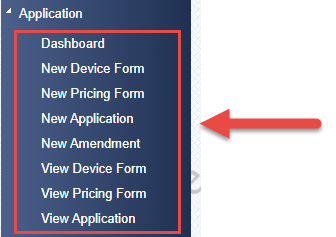 Application
Dashboard
New Device Form
New Pricing Form
New Application
New Amendment
View Device Form
View Pricing Form
View Application